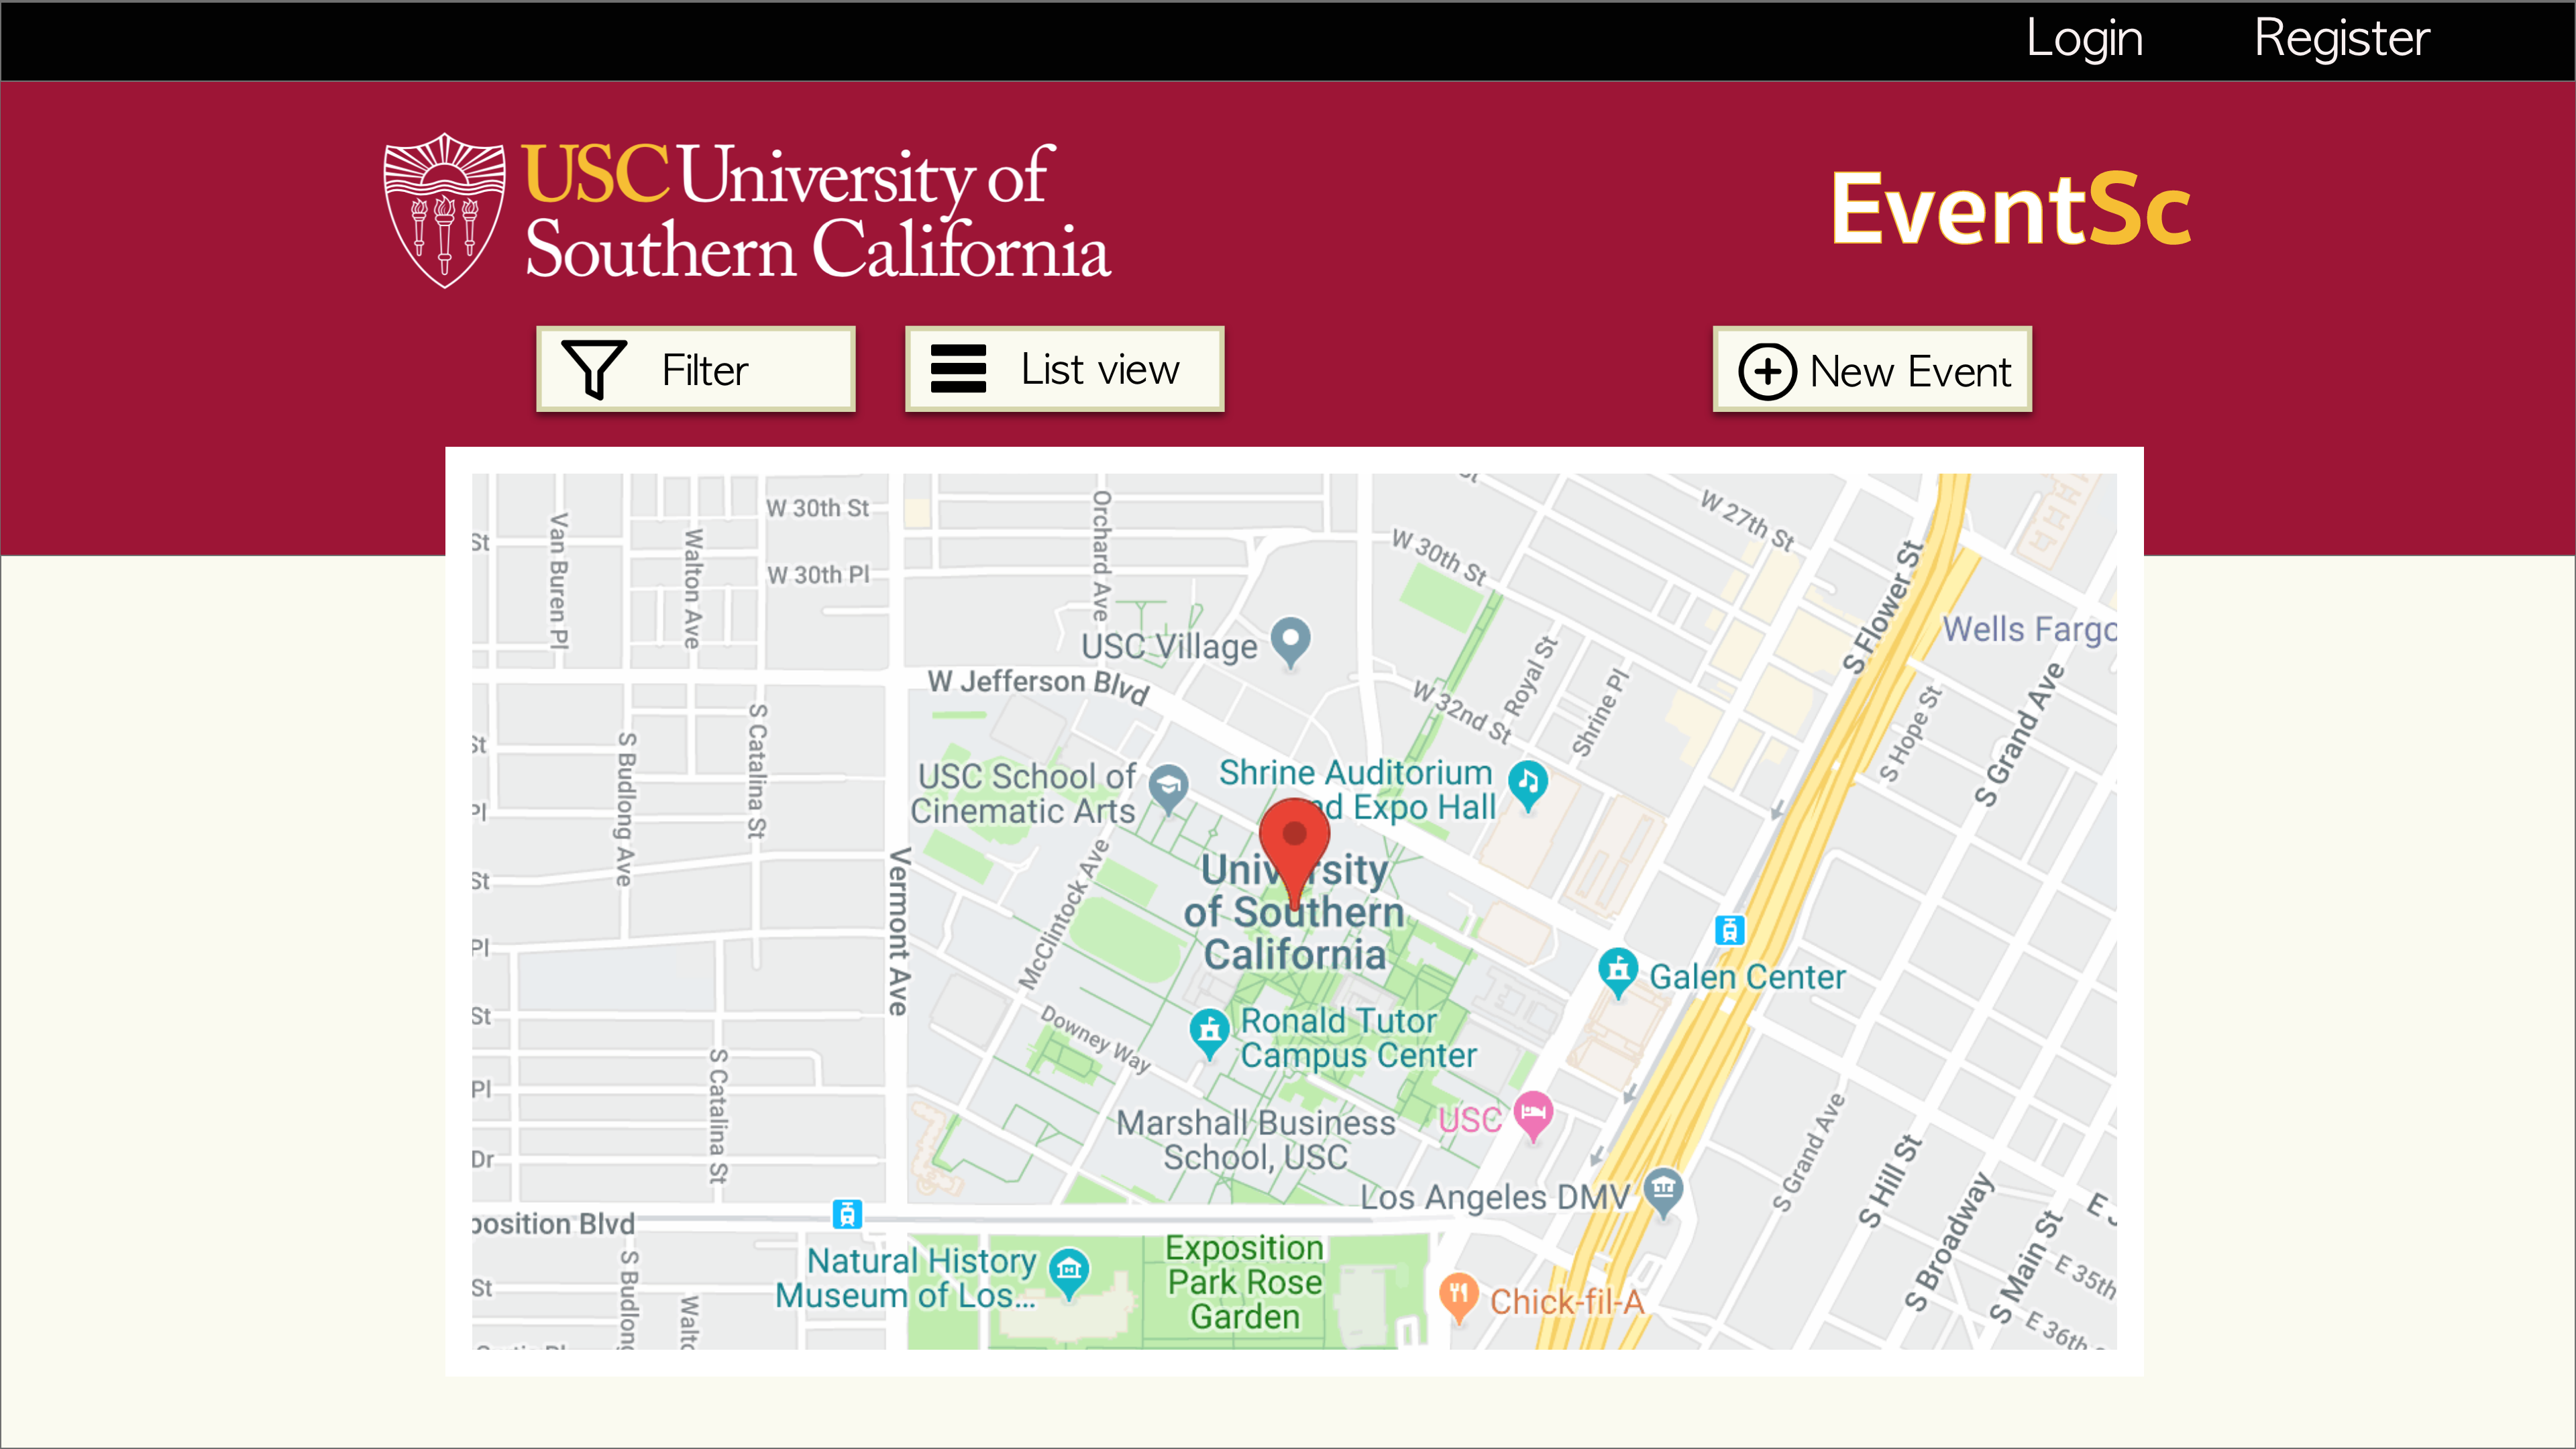 Login
Register
USC University of
Southern California
EventSc
Filter
List view
New Event
W 30th St
Orchard Ave
Van Buren Pl
Walton Ave
W 27th St
St
W 30th St
S Flower St
W 30th Pl
Wells Fargo
USC Village
W Jefferson Blvd
Royal St
W 32nd St
Shrine Pl
S Hope St
S Grand Ave
S Catalina St
S Budlong Ave
St
USC School of
Cinematic Arts
Shrine Auditorium
nd Expo Hall
Pl
St
Vermont Ave
McClintock Ave
University
of Southern
California
Pl
Galen Center
St
Downey Way
Ronald Tutor
Campus Center
S Catalina St
Pl
Marshall Business
School, USC
USC
S Grand Ave
S Hill St
Dr
Los Angeles DMV
S Broadway
S Main St
position Blvd
Natural History
Museum of Los...
Exposition
Park Rose
Garden
S Budlong
St
Walto
Chick-fil-A
E 35th
E 36th